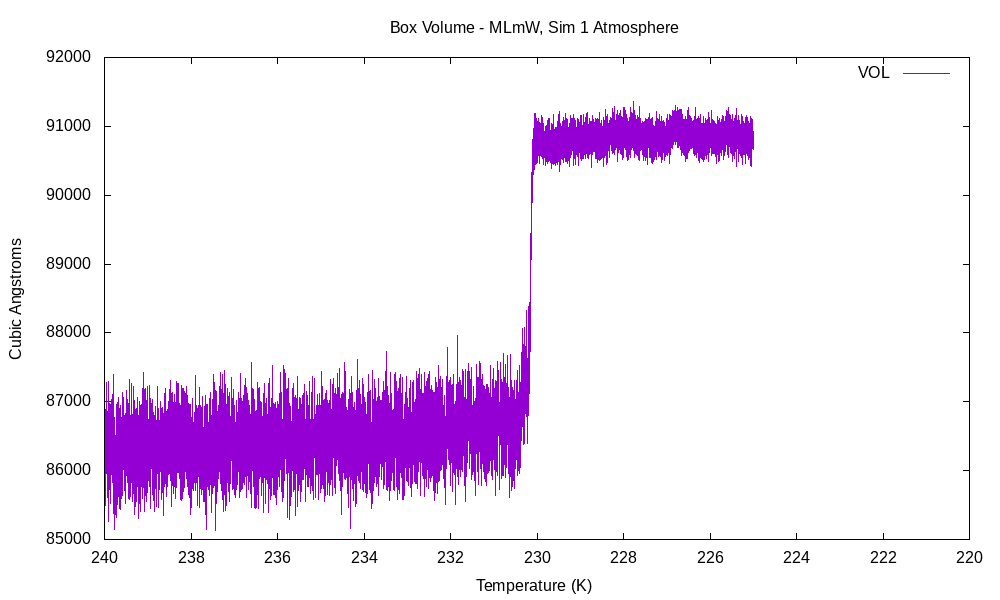 Box Volume - MLmW, Sim 1 Atmosphere
92000
VOL
91000
90000
89000
Cubic Angstroms
88000
87000
86000
85000
240 238 236 234 232 230 228 226 224 222 220
Temperature (K)